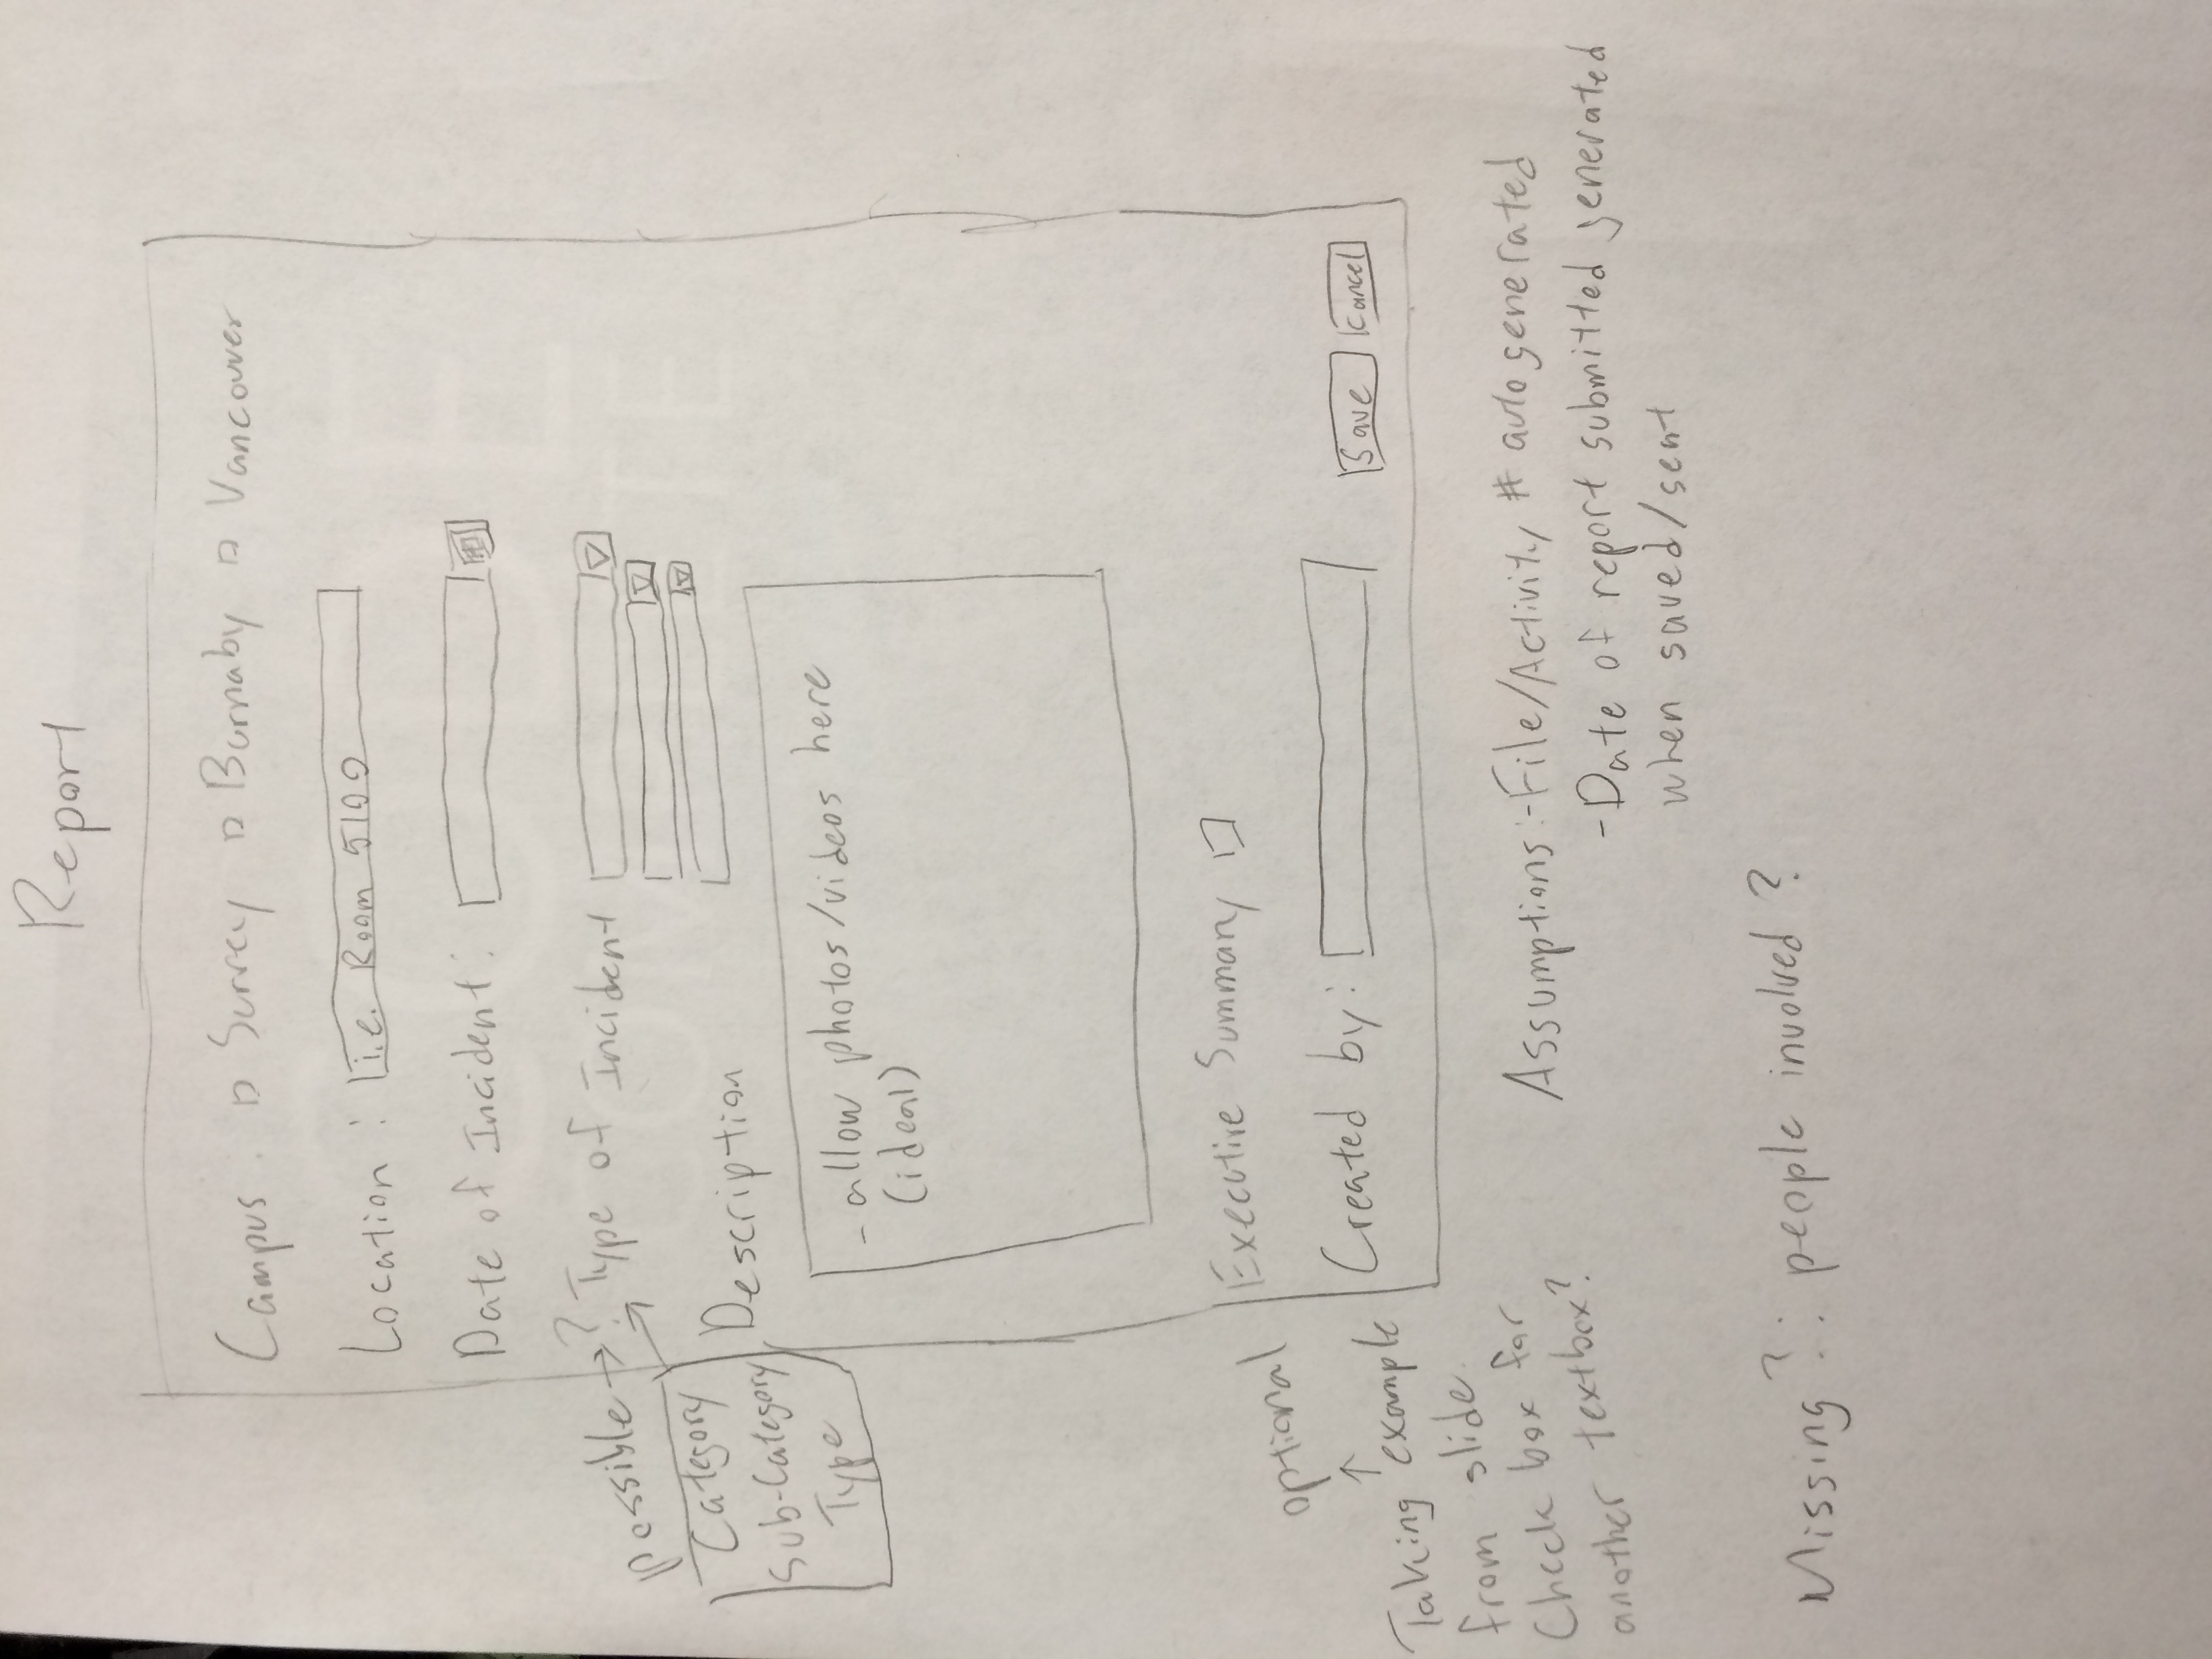 Report
Campus : Surrey Burnaby Vancouver
Location : i.e. Room 5100
Date of Incident :
possible → ? Type of Incident
Category
Sub-Category
Type
Description
- allow photos/videos here
(ideal)
Executive Summary
optional
Created by :
Save Cancel
Taking example
from slide.
Check box for
another textbox?
Assumptions :- File/Activity # auto generated
- Date of report submitted generated
when saved/sent
Missing ? : people involved ?